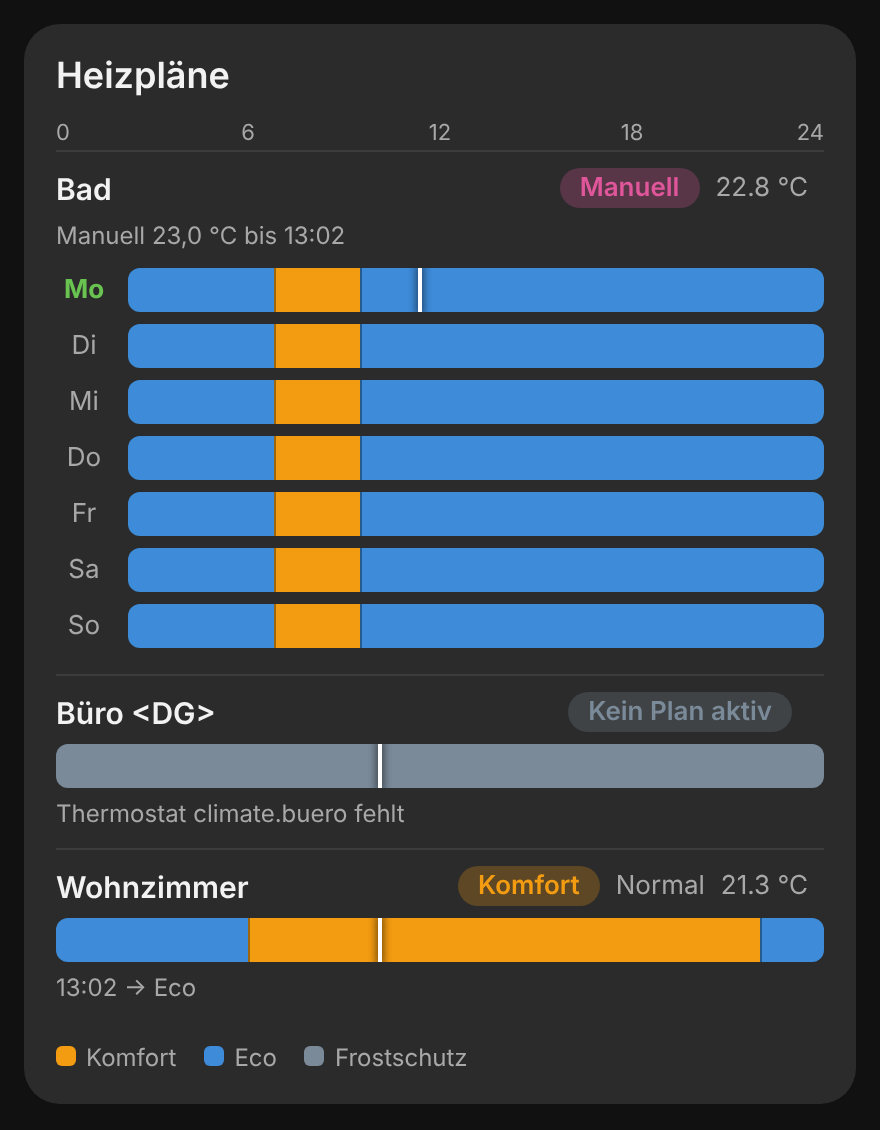 Heizpläne
0 6 12 18 24
Bad Manuell 22.8 °C
Manuell 23,0 °C bis 13:02
Mo
Di
Mi
Do
Fr
Sa
So
Büro <DG> Kein Plan aktiv
Thermostat climate.buero fehlt
Wohnzimmer Komfort Normal 21.3 °C
13:02 → Eco
Komfort Eco Frostschutz